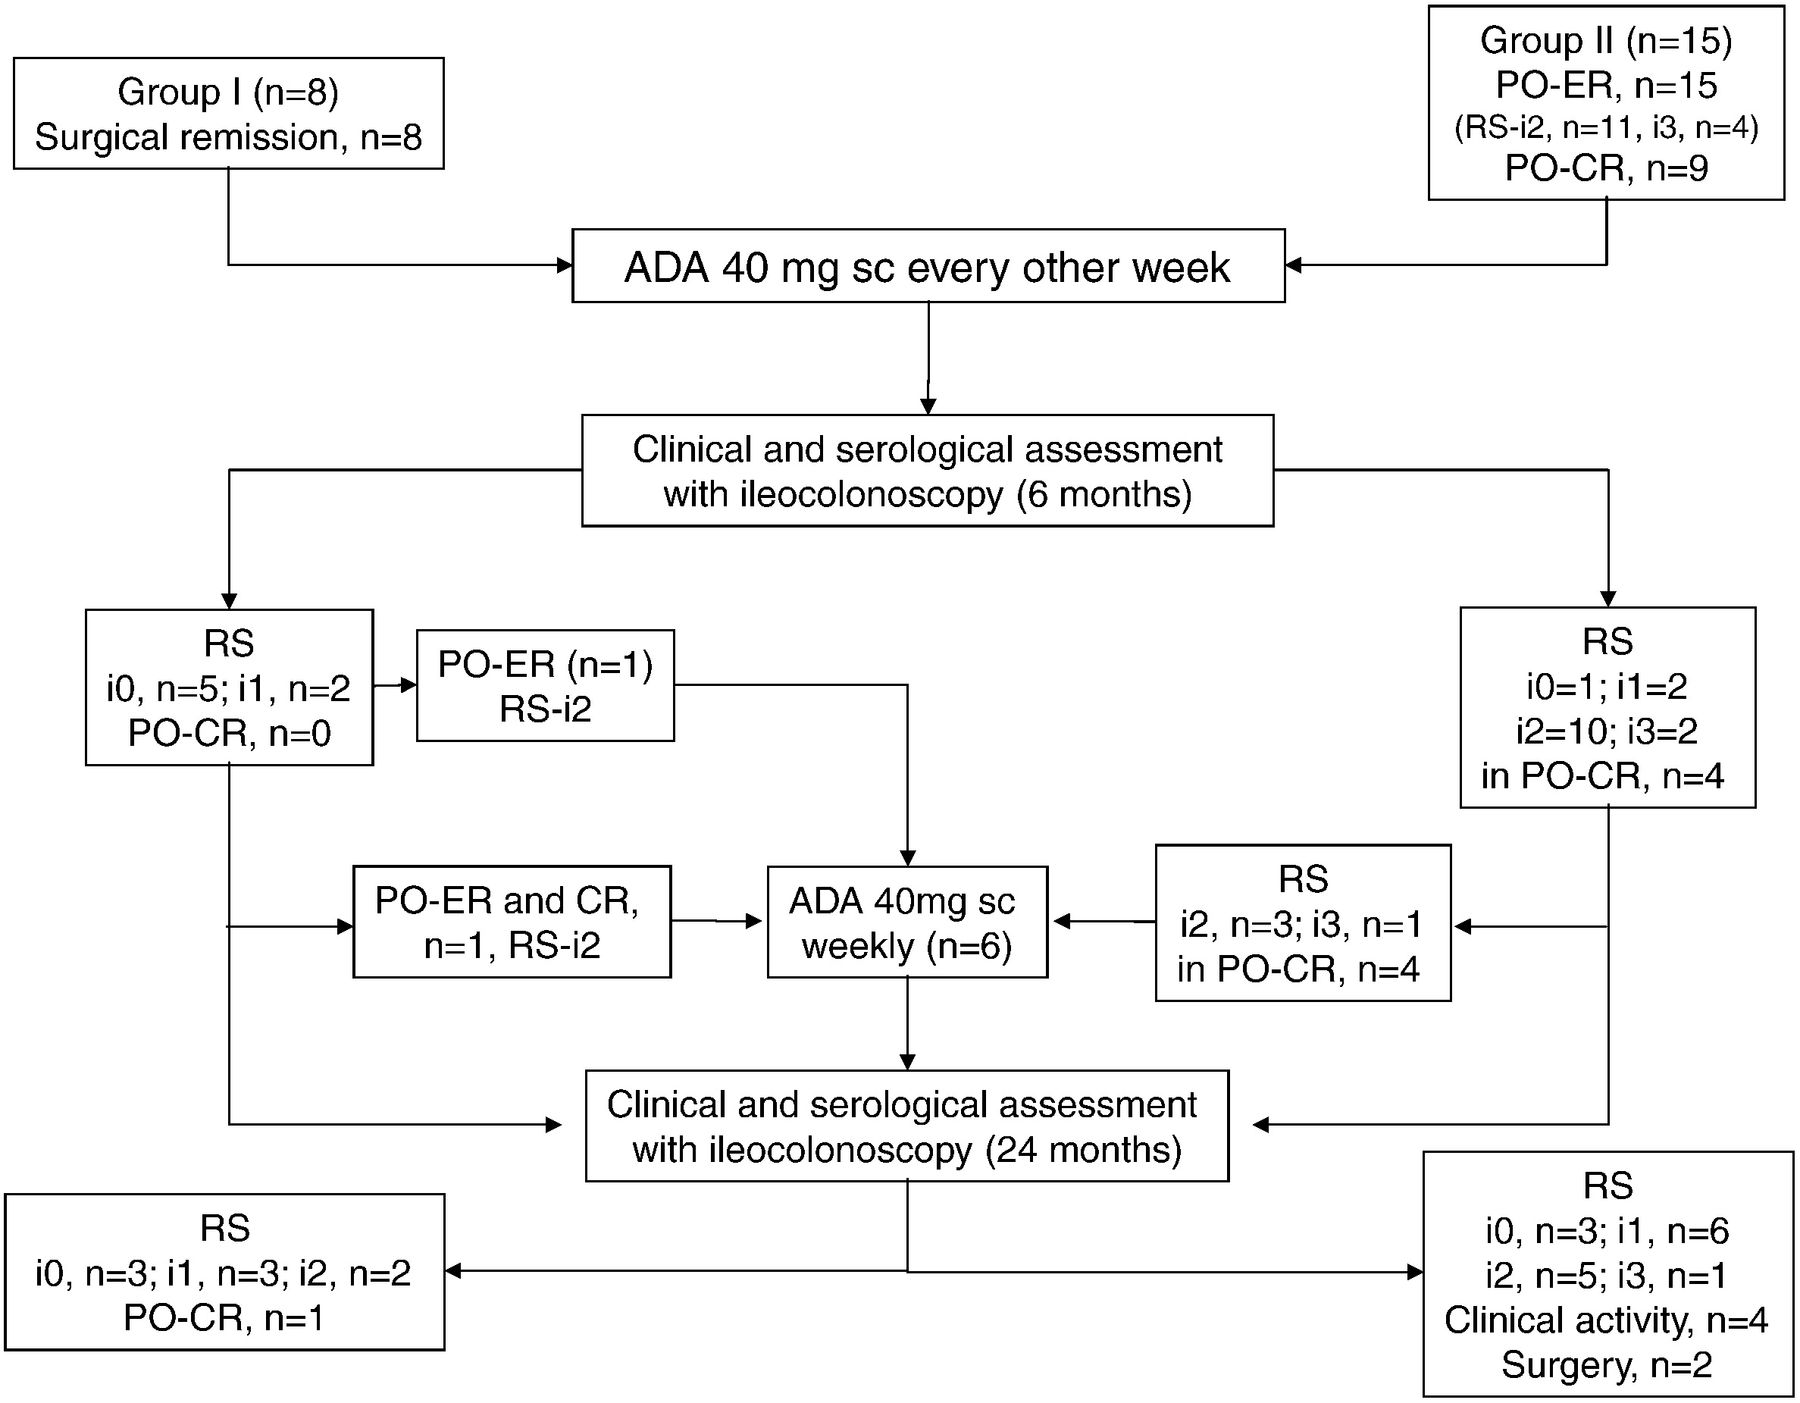 Group I (n=8)
Surgical remission, n=8
Group II (n=15)
PO-ER, n=15
(RS-i2, n=11, i3, n=4)
PO-CR, n=9
ADA 40 mg sc every other week
Clinical and serological assessment
with ileocolonoscopy (6 months)
RS
i0, n=5; i1, n=2
PO-CR, n=0
PO-ER (n=1)
RS-i2
RS
i0=1; i1=2
i2=10; i3=2
in PO-CR, n=4
PO-ER and CR,
n=1, RS-i2
ADA 40mg sc
weekly (n=6)
RS
i2, n=3; i3, n=1
in PO-CR, n=4
Clinical and serological assessment
with ileocolonoscopy (24 months)
RS
i0, n=3; i1, n=3; i2, n=2
PO-CR, n=1
RS
i0, n=3; i1, n=6
i2, n=5; i3, n=1
Clinical activity, n=4
Surgery, n=2